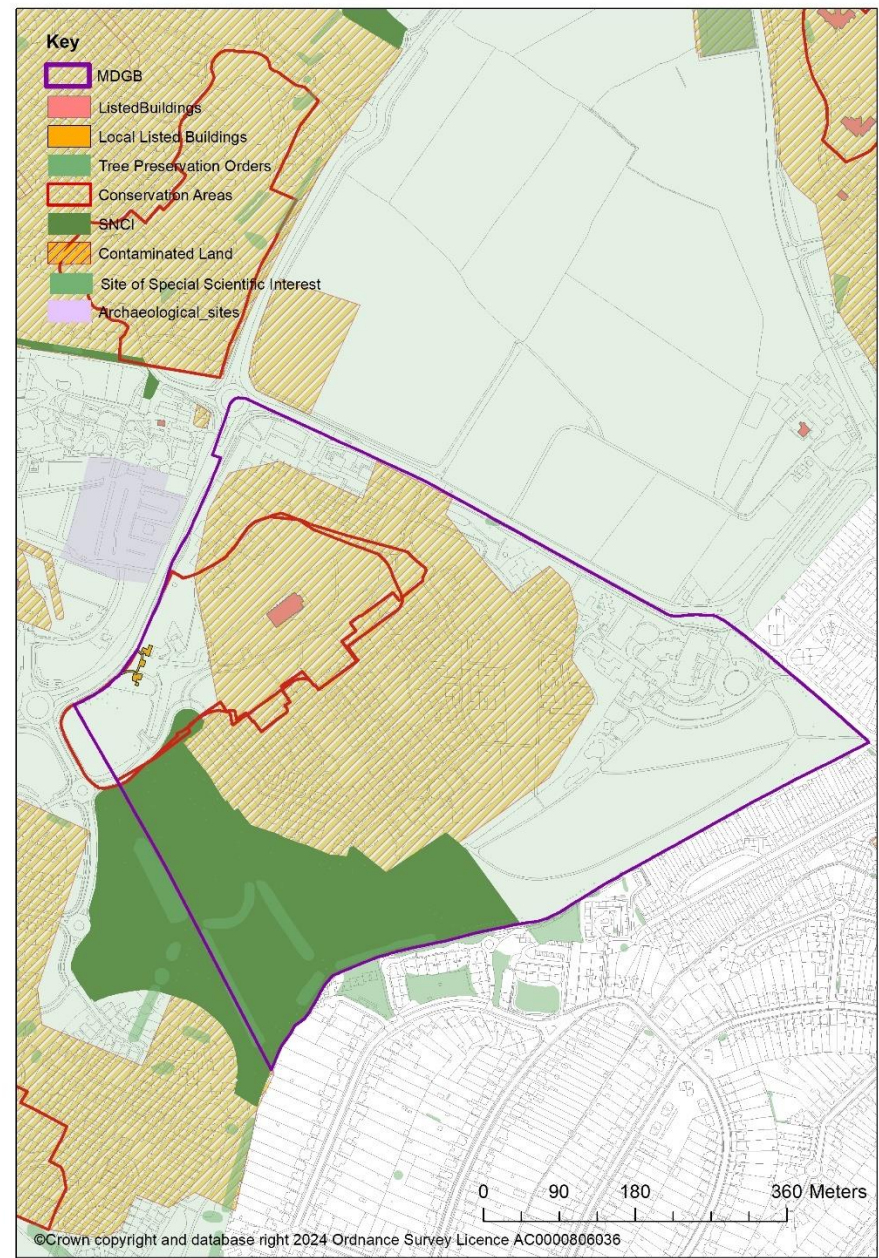 Key
MDGB
ListedBuildings
Local Listed Buildings
Tree Preservation Orders
Conservation Areas
SNCI
Contaminated Land
Site of Special Scientific Interest
Archaeological_sites
0 90 180 360 Meters
©Crown copyright and database right 2024 Ordnance Survey Licence AC0000806036